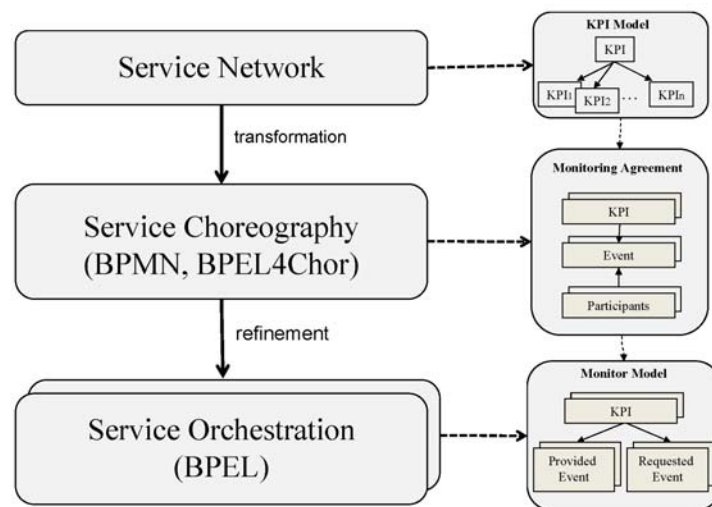 Service Network
transformation
Service Choreography
(BPMN, BPEL4Chor)
refinement
Service Orchestration
(BPEL)
KPI Model
KPI
KPI1
KPI2
...
KPIn
Monitoring Agreement
KPI
Event
Participants
Monitor Model
KPI
Provided
Event
Requested
Event